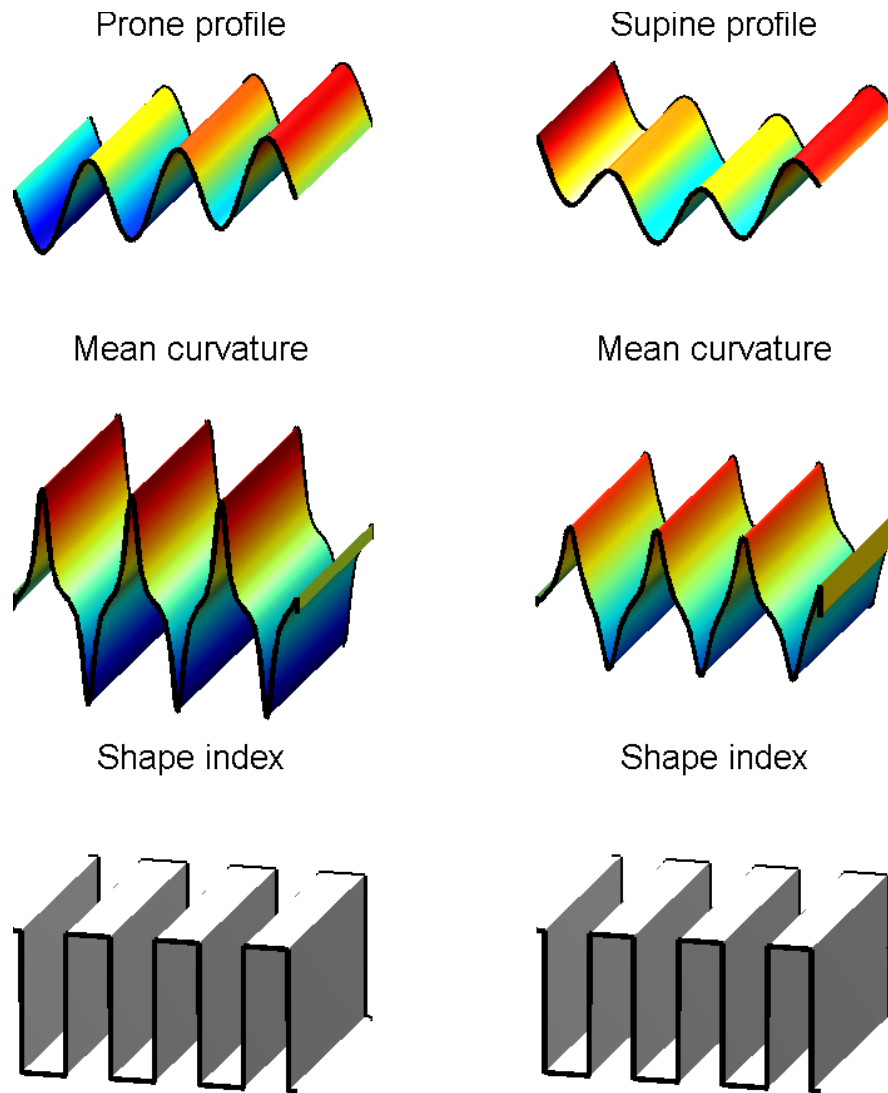 Prone profile
Supine profile
Mean curvature
Mean curvature
Shape index
Shape index